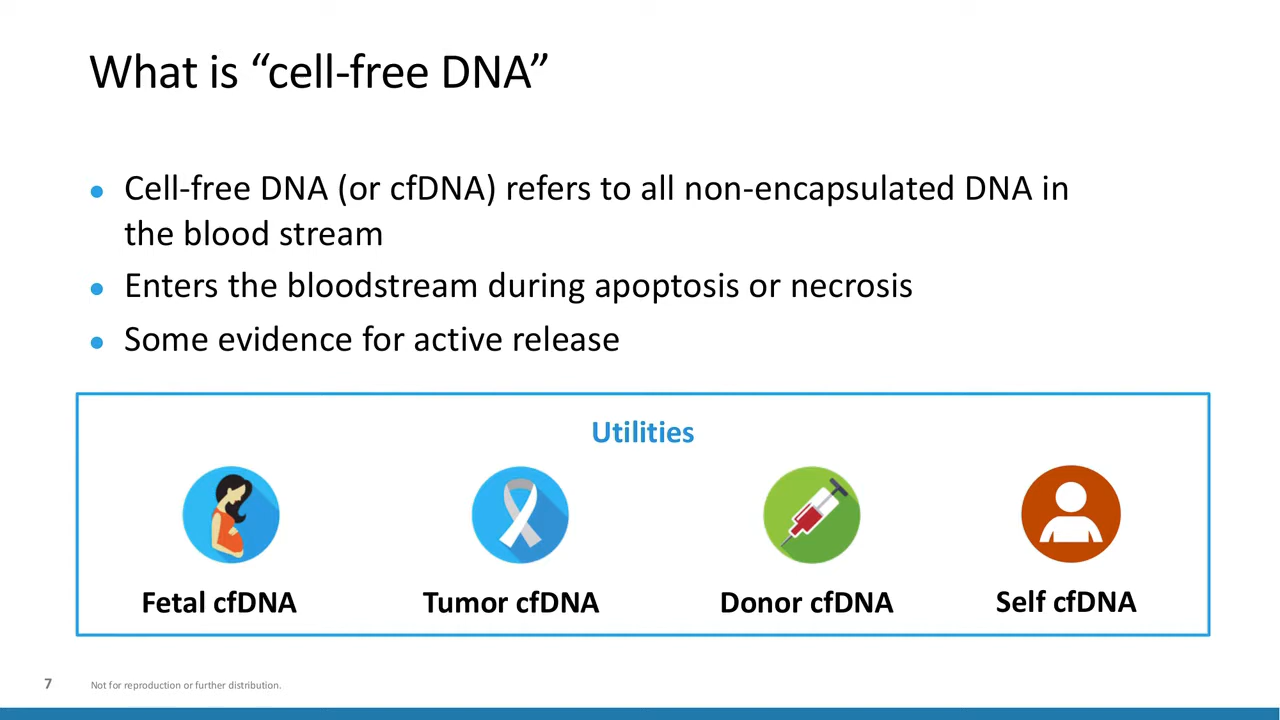 What is “cell-free DNA”
● Cell-free DNA (or cfDNA) refers to all non-encapsulated DNA in
the blood stream
● Enters the bloodstream during apoptosis or necrosis
● Some evidence for active release
Utilities
Fetal cfDNA
Tumor cfDNA
Donor cfDNA
Self cfDNA
7
Not for reproduction or further distribution.